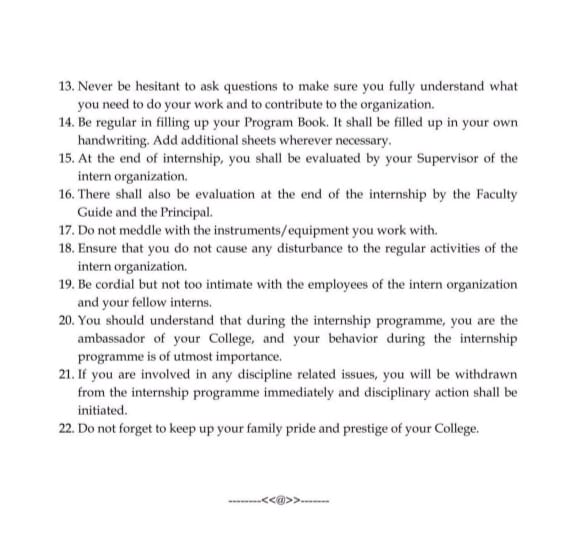 13. Never be hesitant to ask questions to make sure you fully understand what
you need to do your work and to contribute to the organization.
14. Be regular in filling up your Program Book. It shall be filled up in your own
handwriting. Add additional sheets wherever necessary.
15. At the end of internship, you shall be evaluated by your Supervisor of the
intern organization.
16. There shall also be evaluation at the end of the internship by the Faculty
Guide and the Principal.
17. Do not meddle with the instruments/equipment you work with.
18. Ensure that you do not cause any disturbance to the regular activities of the
intern organization.
19. Be cordial but not too intimate with the employees of the intern organization
and your fellow interns.
20. You should understand that during the internship programme, you are the
ambassador of your College, and your behavior during the internship
programme is of utmost importance.
21. If you are involved in any discipline related issues, you will be withdrawn
from the internship programme immediately and disciplinary action shall be
initiated.
22. Do not forget to keep up your family pride and prestige of your College.
--------<<@>>-------